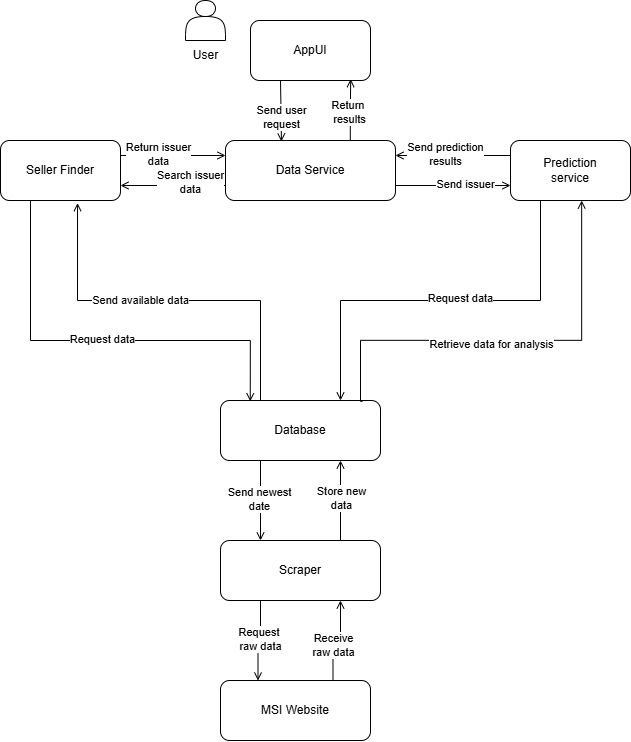 User
AppUI
Send user
request
Return
results
Return issuer
data
Send prediction
results
Seller Finder
Data Service
Prediction
service
Search issuer
data
Send issuer
Send available data
Request data
Request data
Retrieve data for analysis
Database
Send newest
date
Store new
data
Scraper
Request
raw data
Receive
raw data
MSI Website